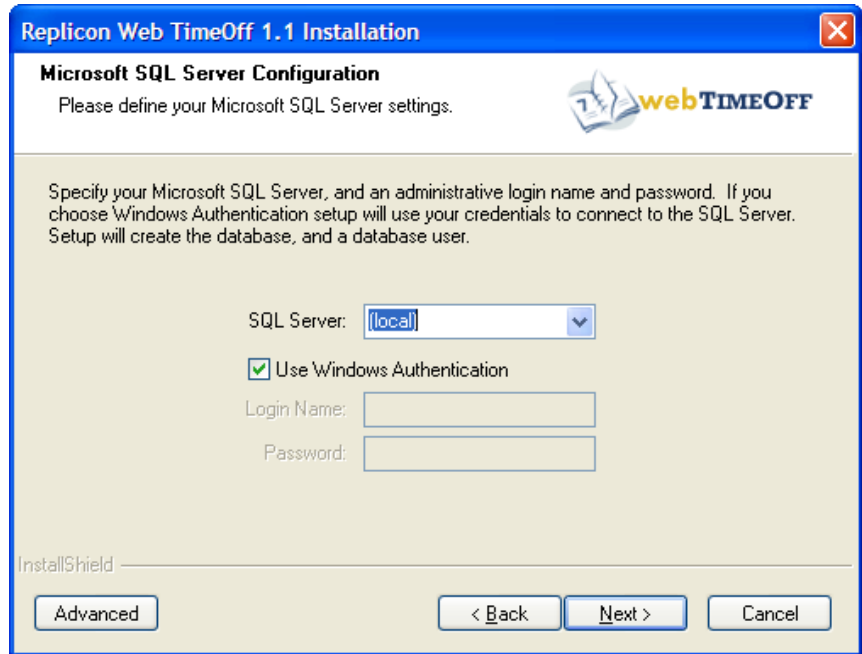 Replicon Web TimeOff 1.1 Installation
Microsoft SQL Server Configuration
Please define your Microsoft SQL Server settings.
webTIMEOFF
Specify your Microsoft SQL Server, and an administrative login name and password.  If you
choose Windows Authentication setup will use your credentials to connect to the SQL Server.
Setup will create the database, and a database user.
SQL Server: (local)
Use Windows Authentication
Login Name:
Password:
InstallShield
Advanced < Back Next > Cancel